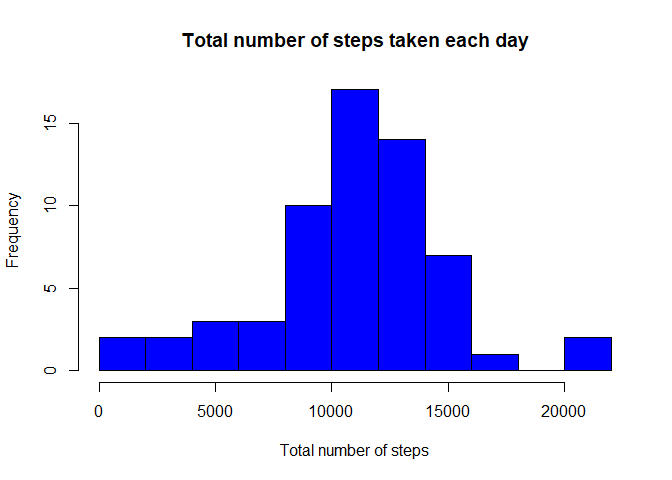 Total number of steps taken each day
Frequency
15
10
5
0
0 5000 10000 15000 20000
Total number of steps